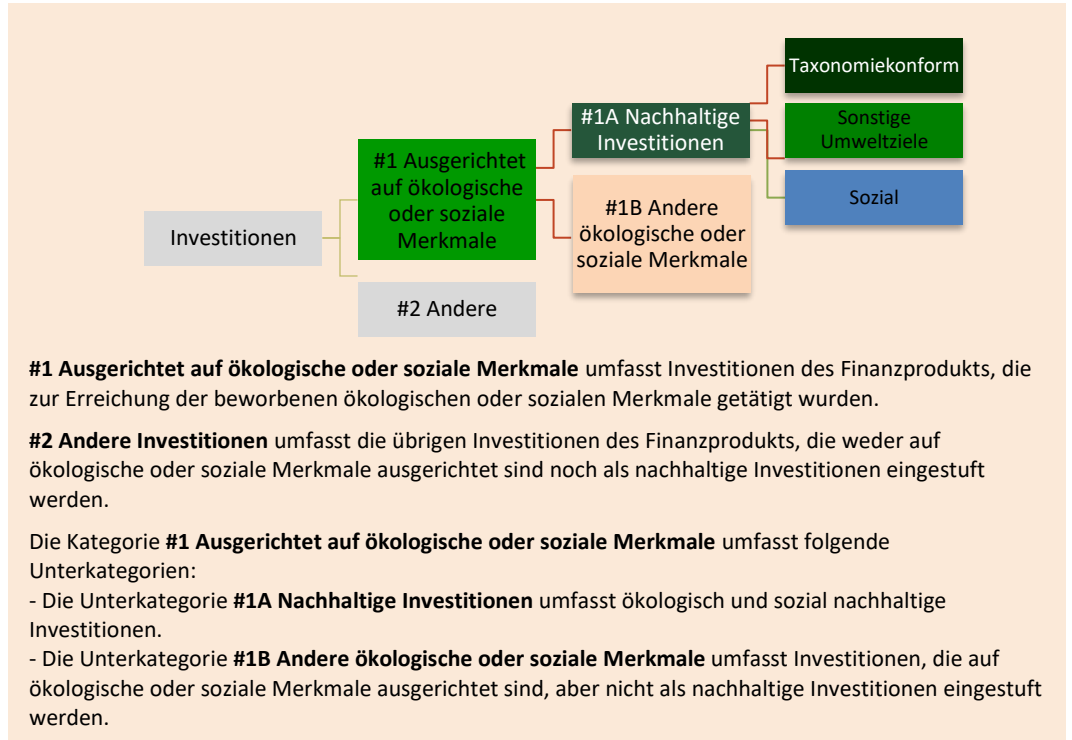 Taxonomiekonform
#1A Nachhaltige
Investitionen
Sonstige
Umweltziele
#1 Ausgerichtet
auf ökologische
oder soziale
Merkmale
Sozial
#1B Andere
ökologische oder
soziale Merkmale
Investitionen
#2 Andere
#1 Ausgerichtet auf ökologische oder soziale Merkmale umfasst Investitionen des Finanzprodukts, die
zur Erreichung der beworbenen ökologischen oder sozialen Merkmale getätigt wurden.
#2 Andere Investitionen umfasst die übrigen Investitionen des Finanzprodukts, die weder auf
ökologische oder soziale Merkmale ausgerichtet sind noch als nachhaltige Investitionen eingestuft
werden.
Die Kategorie #1 Ausgerichtet auf ökologische oder soziale Merkmale umfasst folgende
Unterkategorien:
- Die Unterkategorie #1A Nachhaltige Investitionen umfasst ökologisch und sozial nachhaltige
Investitionen.
- Die Unterkategorie #1B Andere ökologische oder soziale Merkmale umfasst Investitionen, die auf
ökologische oder soziale Merkmale ausgerichtet sind, aber nicht als nachhaltige Investitionen eingestuft
werden.